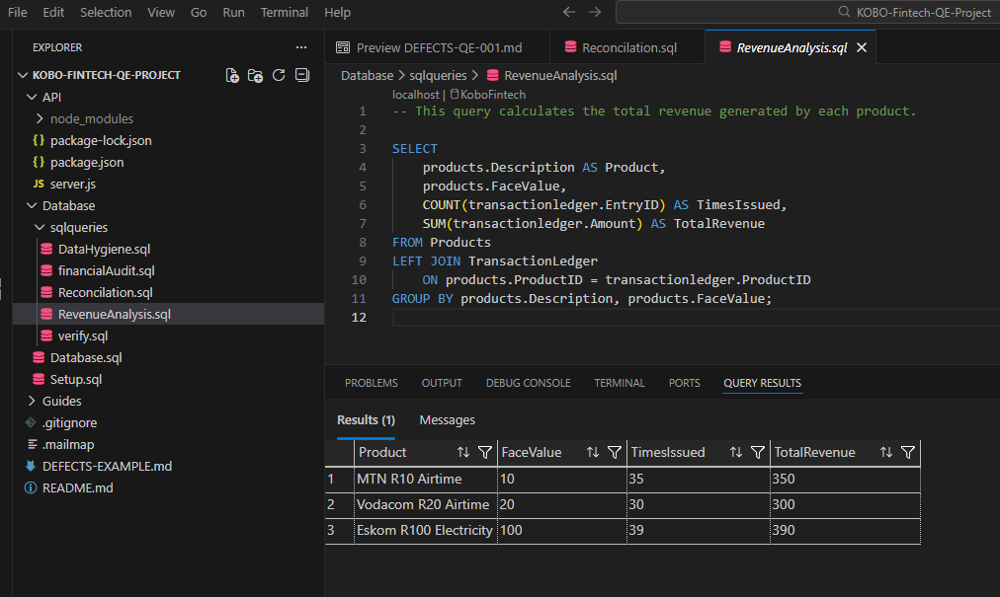 File Edit Selection View Go Run Terminal Help
KOBO-Fintech-QE-Project
EXPLORER
KOBO-FINTECH-QE-PROJECT
API
node_modules
{} package-lock.json
{} package.json
JS server.js
Database
sqlqueries
DataHygiene.sql
financialAudit.sql
Reconcilation.sql
RevenueAnalysis.sql
verify.sql
Database.sql
Setup.sql
Guides
.gitignore
.mailmap
DEFECTS-EXAMPLE.md
README.md
Preview DEFECTS-QE-001.md Reconcilation.sql RevenueAnalysis.sql
Database > sqlqueries > RevenueAnalysis.sql
localhost | KoboFintech
1 -- This query calculates the total revenue generated by each product.
2
3 SELECT
4 products.Description AS Product,
5 products.FaceValue,
6 COUNT(transactionledger.EntryID) AS TimesIssued,
7 SUM(transactionledger.Amount) AS TotalRevenue
8 FROM Products
9 LEFT JOIN TransactionLedger
10 ON products.ProductID = transactionledger.ProductID
11 GROUP BY products.Description, products.FaceValue;
12
PROBLEMS OUTPUT DEBUG CONSOLE TERMINAL PORTS QUERY RESULTS
Results (1) Messages
Product FaceValue TimesIssued TotalRevenue
1 MTN R10 Airtime 10 35 350
2 Vodacom R20 Airtime 20 30 300
3 Eskom R100 Electricity 100 39 390